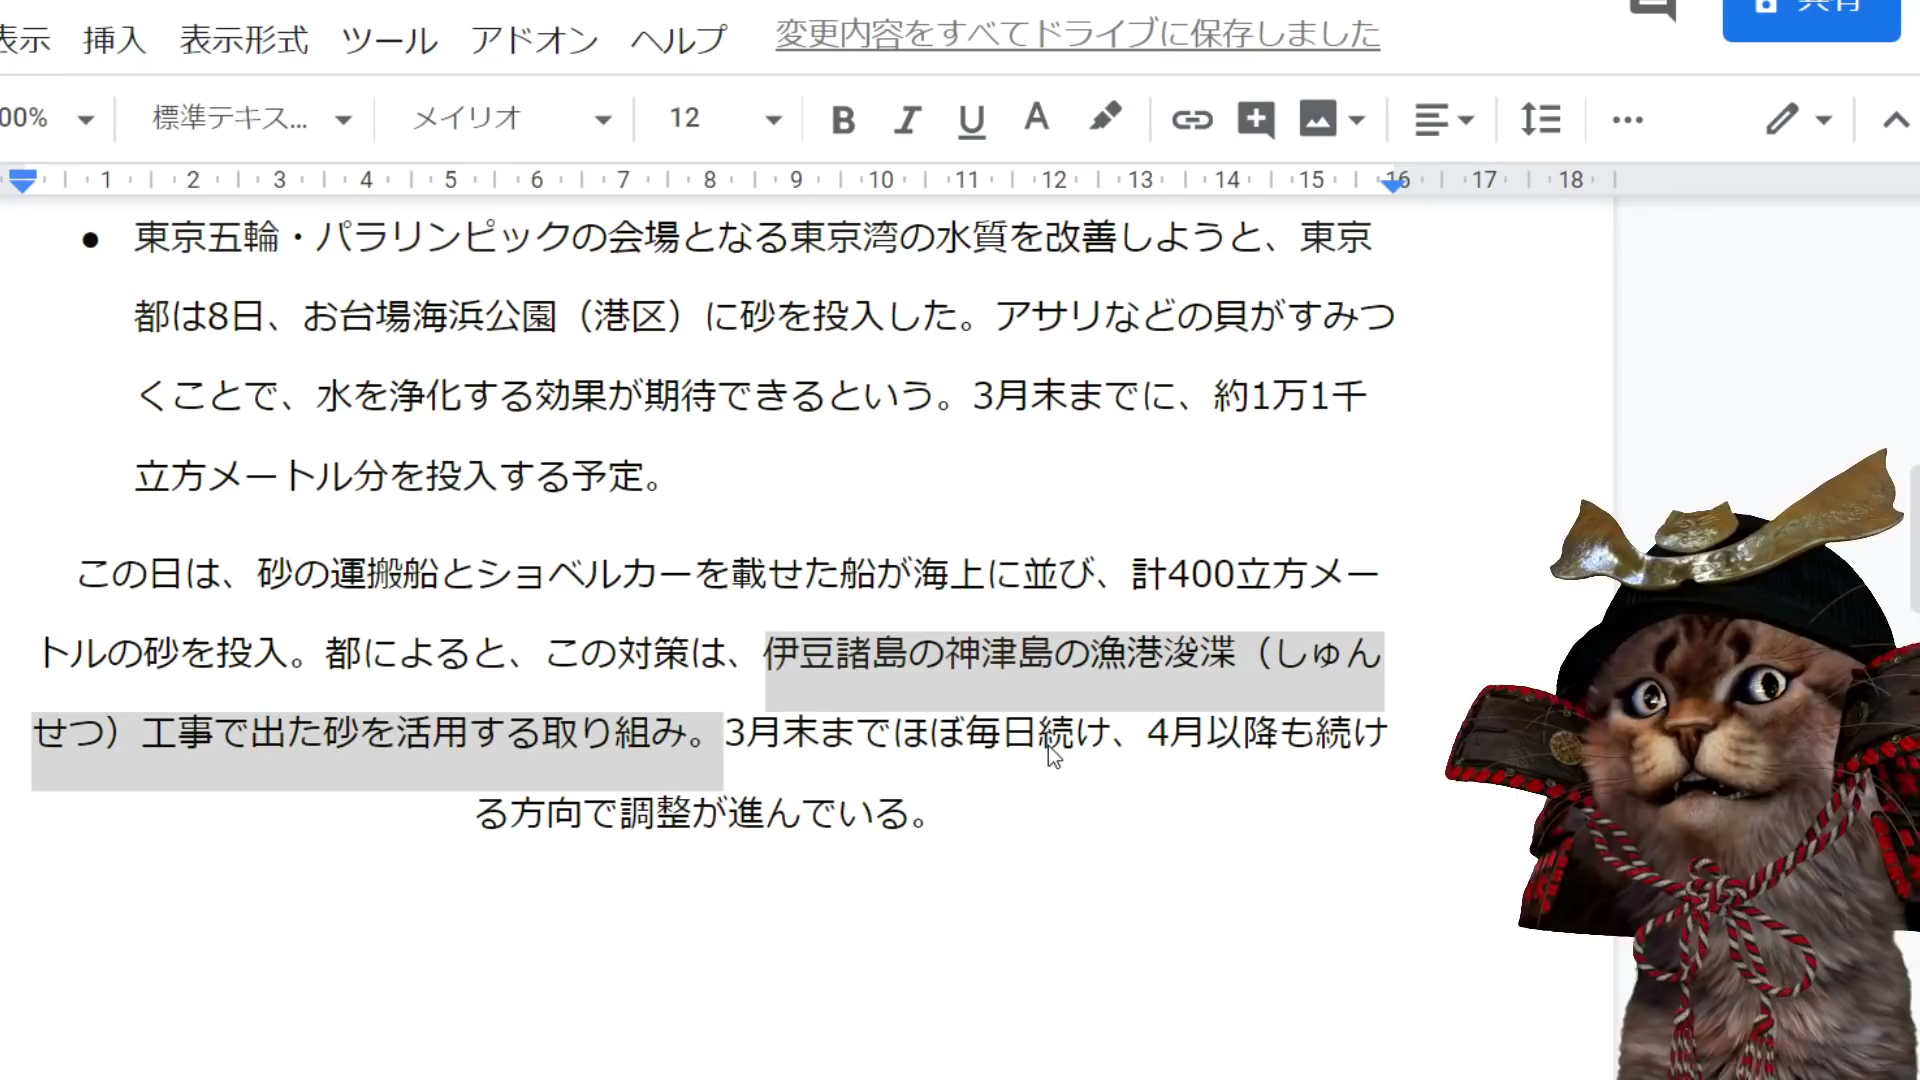 表示 挿入 表示形式 ツール アドオン ヘルプ 変更内容をすべてドライブに保存しました 共有
00% 標準テキス... メイリオ 12 B I U A ...
1 2 3 4 5 6 7 8 9 10 11 12 13 14 15 16 17 18
● 東京五輪・パラリンピックの会場となる東京湾の水質を改善しようと、東京
都は8日、お台場海浜公園（港区）に砂を投入した。アサリなどの貝がすみつ
くことで、水を浄化する効果が期待できるという。3月末までに、約1万1千
立方メートル分を投入する予定。
この日は、砂の運搬船とショベルカーを載せた船が海上に並び、計400立方メー
トルの砂を投入。都によると、この対策は、伊豆諸島の神津島の漁港浚渫（しゅん
せつ）工事で出た砂を活用する取り組み。3月末までほぼ毎日続け、4月以降も続け
る方向で調整が進んでいる。